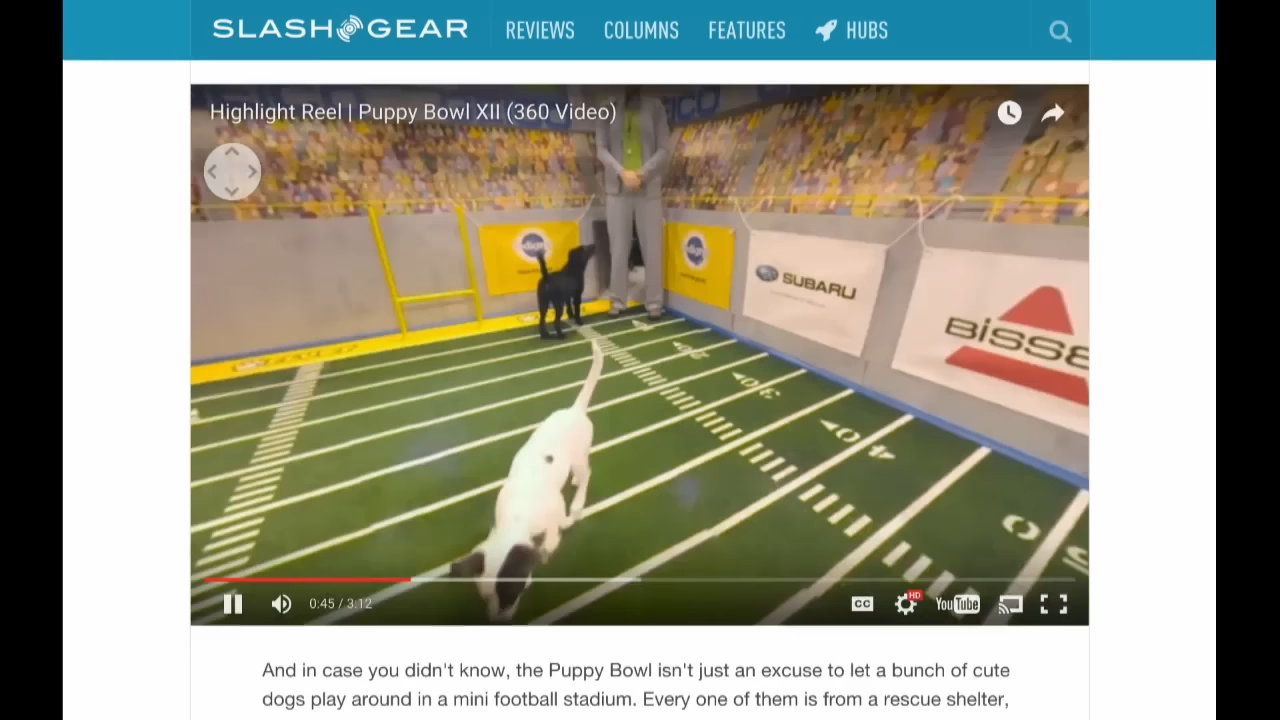 SLASHGEAR REVIEWS COLUMNS FEATURES HUBS
Highlight Reel | Puppy Bowl XII (360 Video)
SUBARU
BISSE
0:45 / 3:12 CC HD YouTube
And in case you didn't know, the Puppy Bowl isn't just an excuse to let a bunch of cute
dogs play around in a mini football stadium. Every one of them is from a rescue shelter,